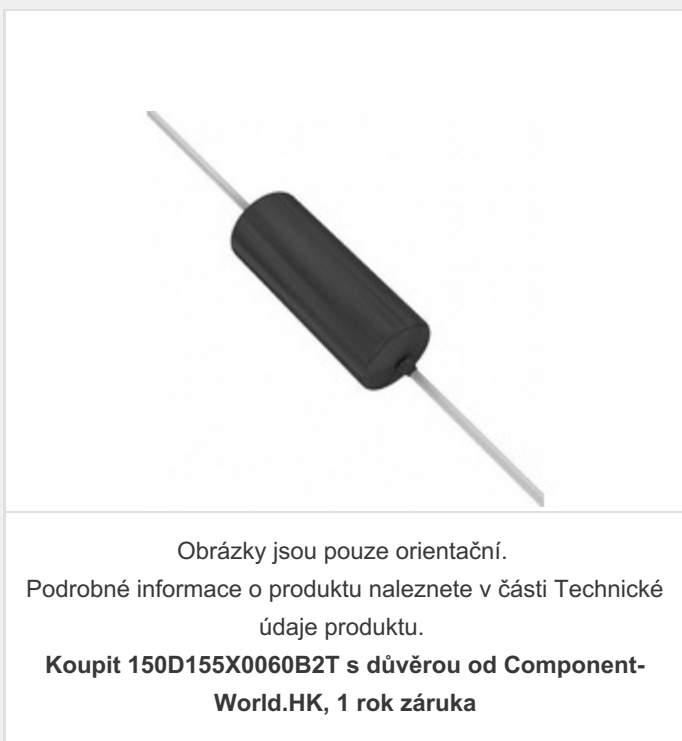 Obrázky jsou pouze orientační.
Podrobné informace o produktu naleznete v části Technické
údaje produktu.
Koupit 150D155X0060B2T s důvěrou od Component-
World.HK, 1 rok záruka